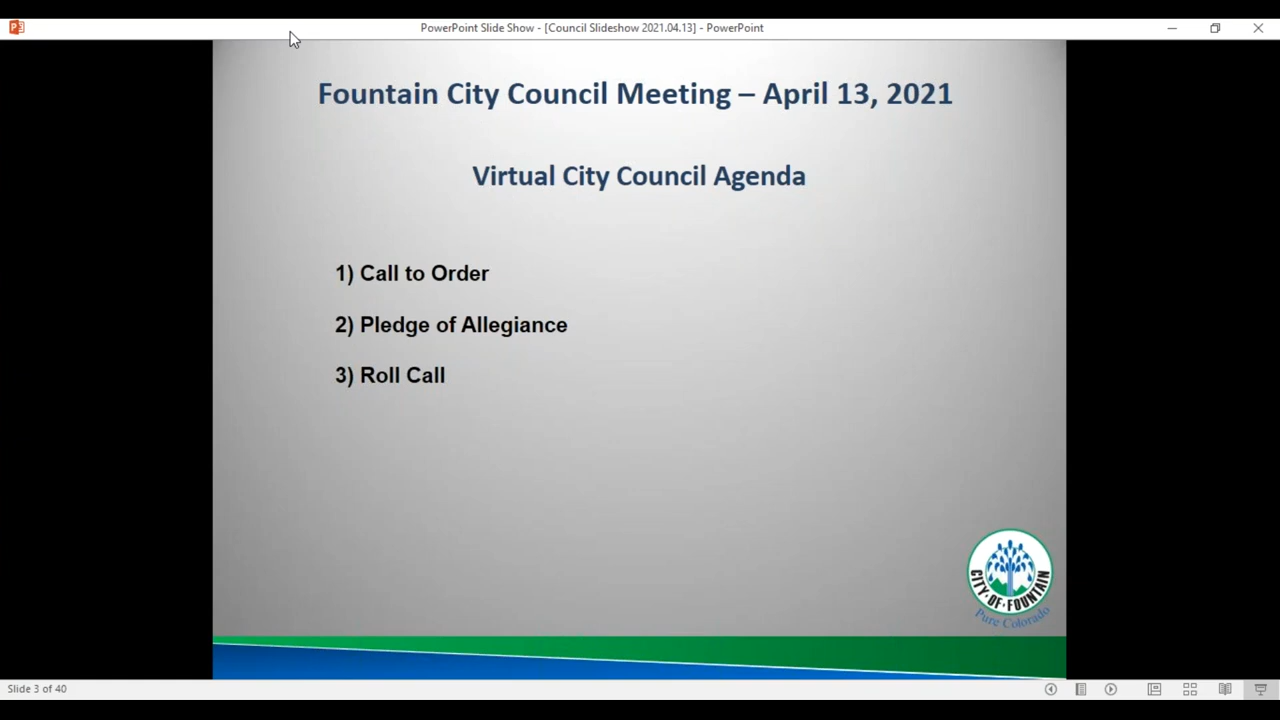 PowerPoint Slide Show - [Council Slideshow 2021.04.13] - PowerPoint
Fountain City Council Meeting – April 13, 2021
Virtual City Council Agenda
1) Call to Order
2) Pledge of Allegiance
3) Roll Call
CITY·OF·FOUNTAIN
Pure Colorado
Slide 3 of 40